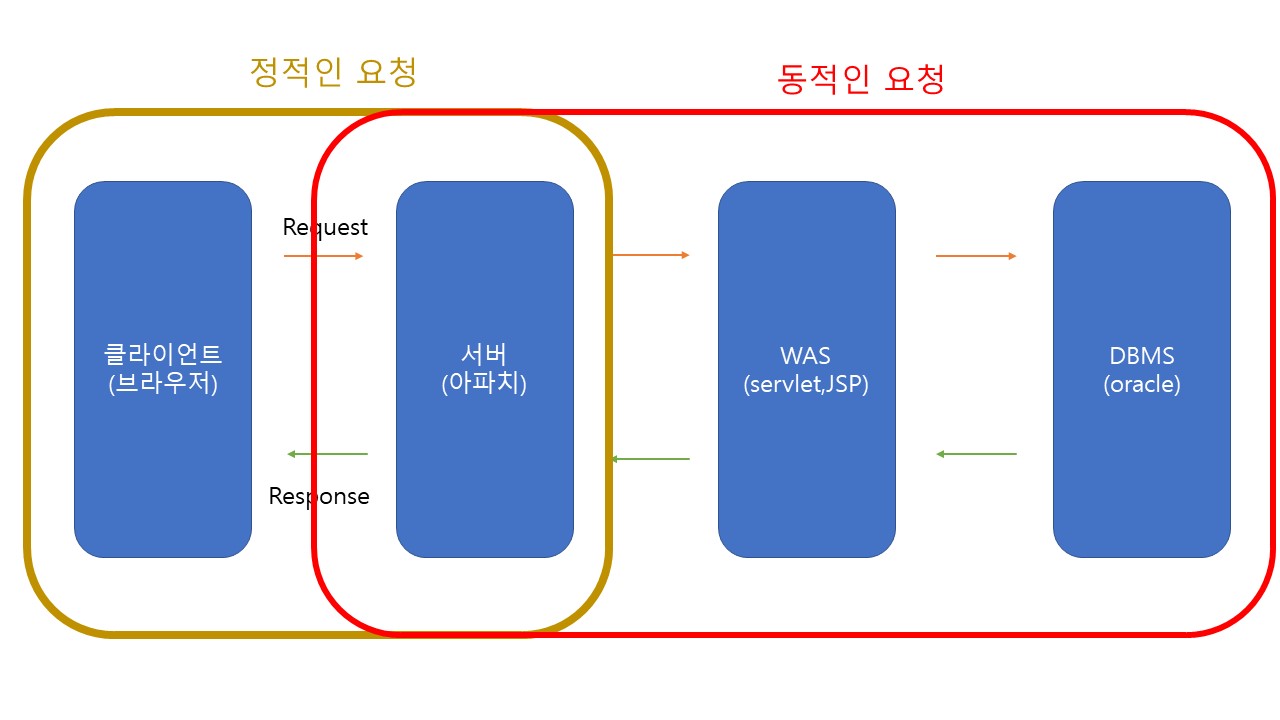 정적인 요청
동적인 요청
Request
클라이언트
(브라우저)
서버
(아파치)
WAS
(servlet,JSP)
DBMS
(oracle)
Response